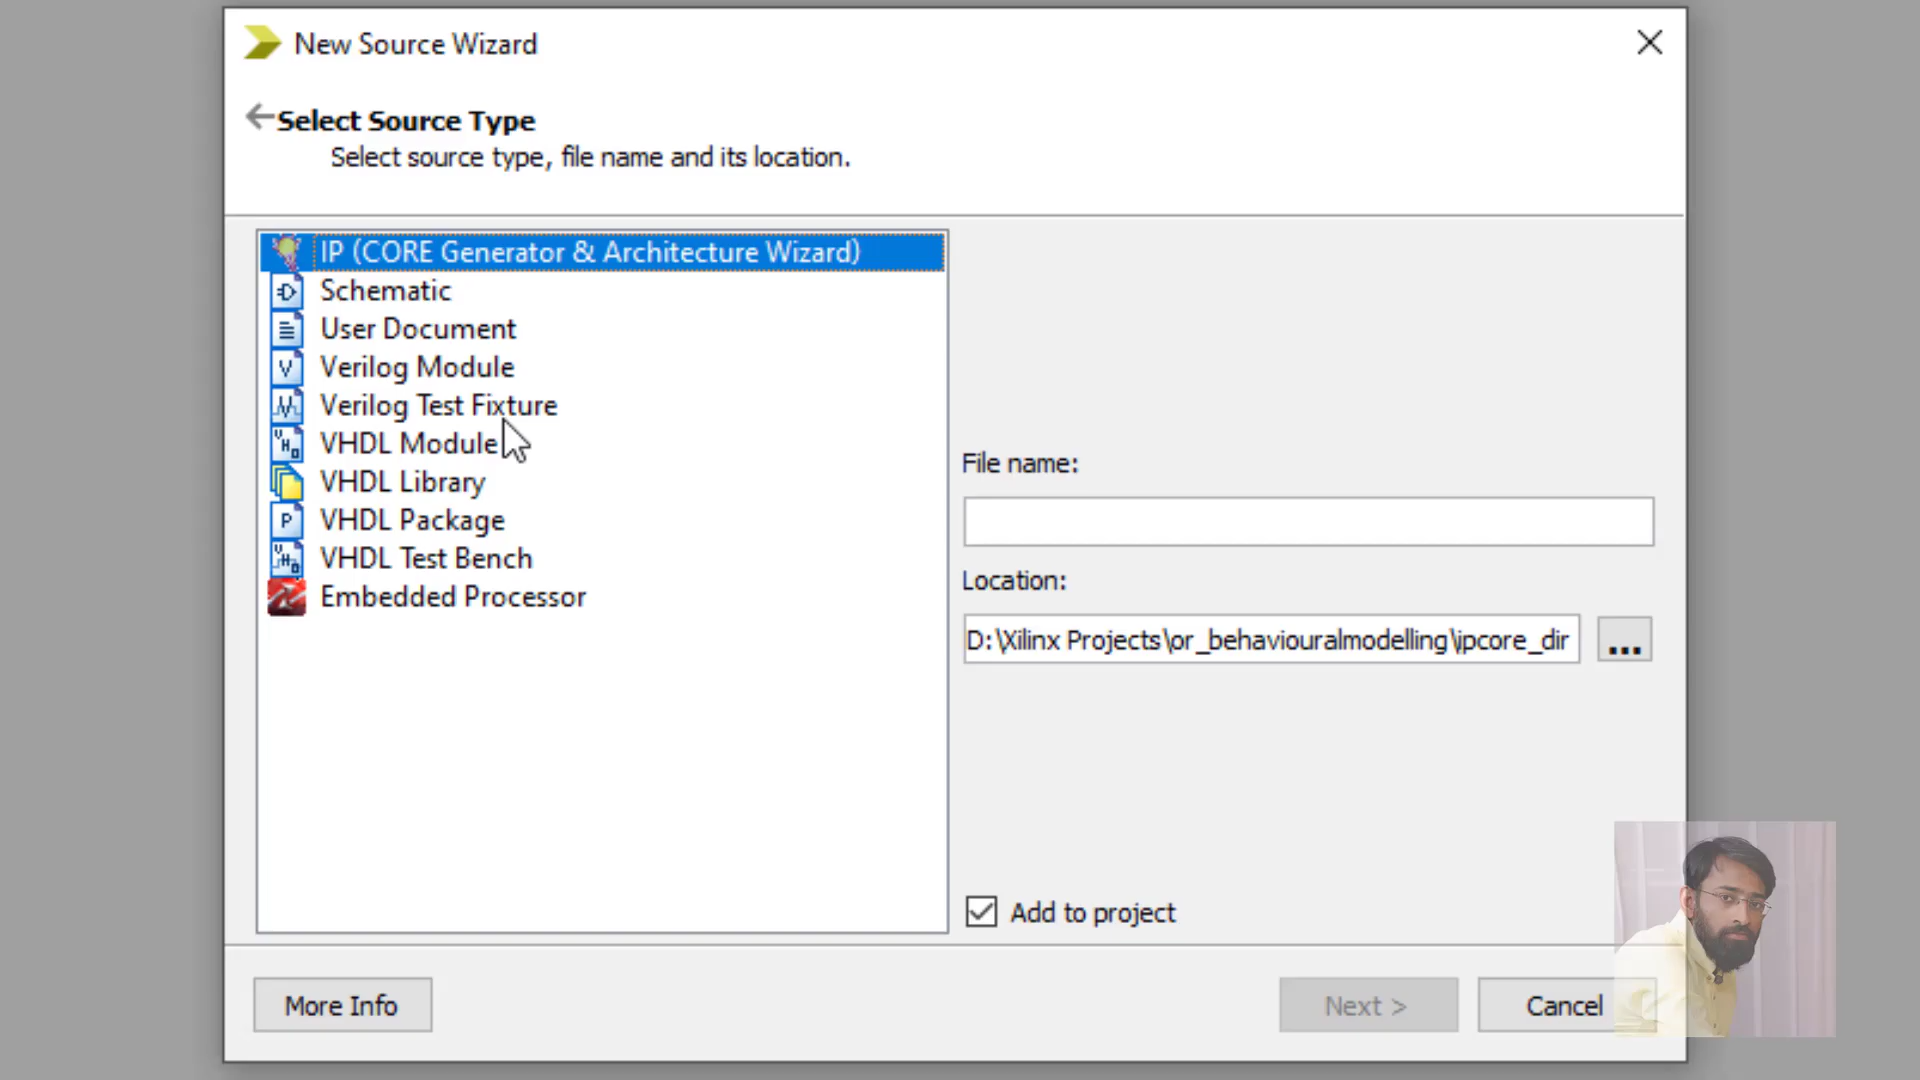 New Source Wizard
Select Source Type
Select source type, file name and its location.
IP (CORE Generator & Architecture Wizard)
Schematic
User Document
Verilog Module
Verilog Test Fixture
VHDL Module
VHDL Library
VHDL Package
VHDL Test Bench
Embedded Processor
File name:
Location:
D:\Xilinx Projects\or_behaviouralmodelling\ipcore_dir
...
Add to project
More Info
Next >
Cancel